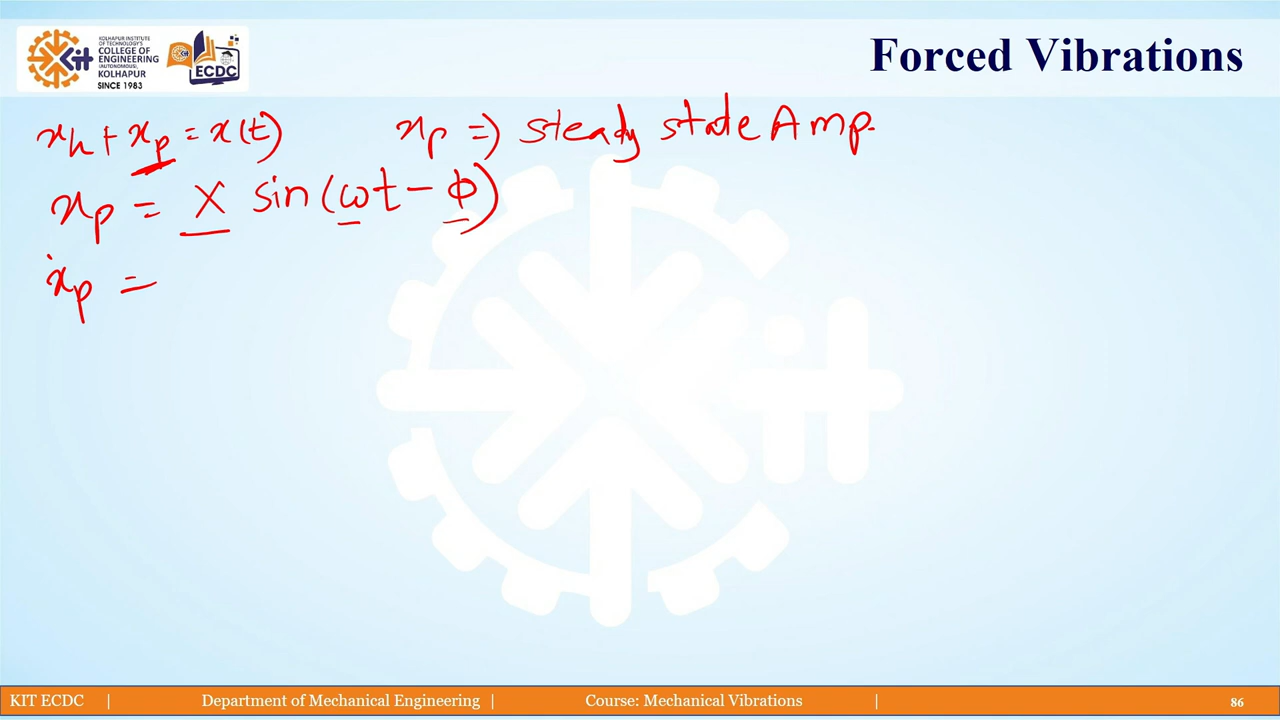 KOLHAPUR INSTITUTE
OF TECHNOLOGY'S
COLLEGE OF
ENGINEERING
(AUTONOMOUS)
KOLHAPUR
SINCE 1983
Kit
ECDC
Forced Vibrations
xh + xp = x(t)
xp ⇒ steady state Amp.
xp = X sin(ωt − ϕ)
ẋp =
KIT ECDC |
Department of Mechanical Engineering |
Course: Mechanical Vibrations |
86